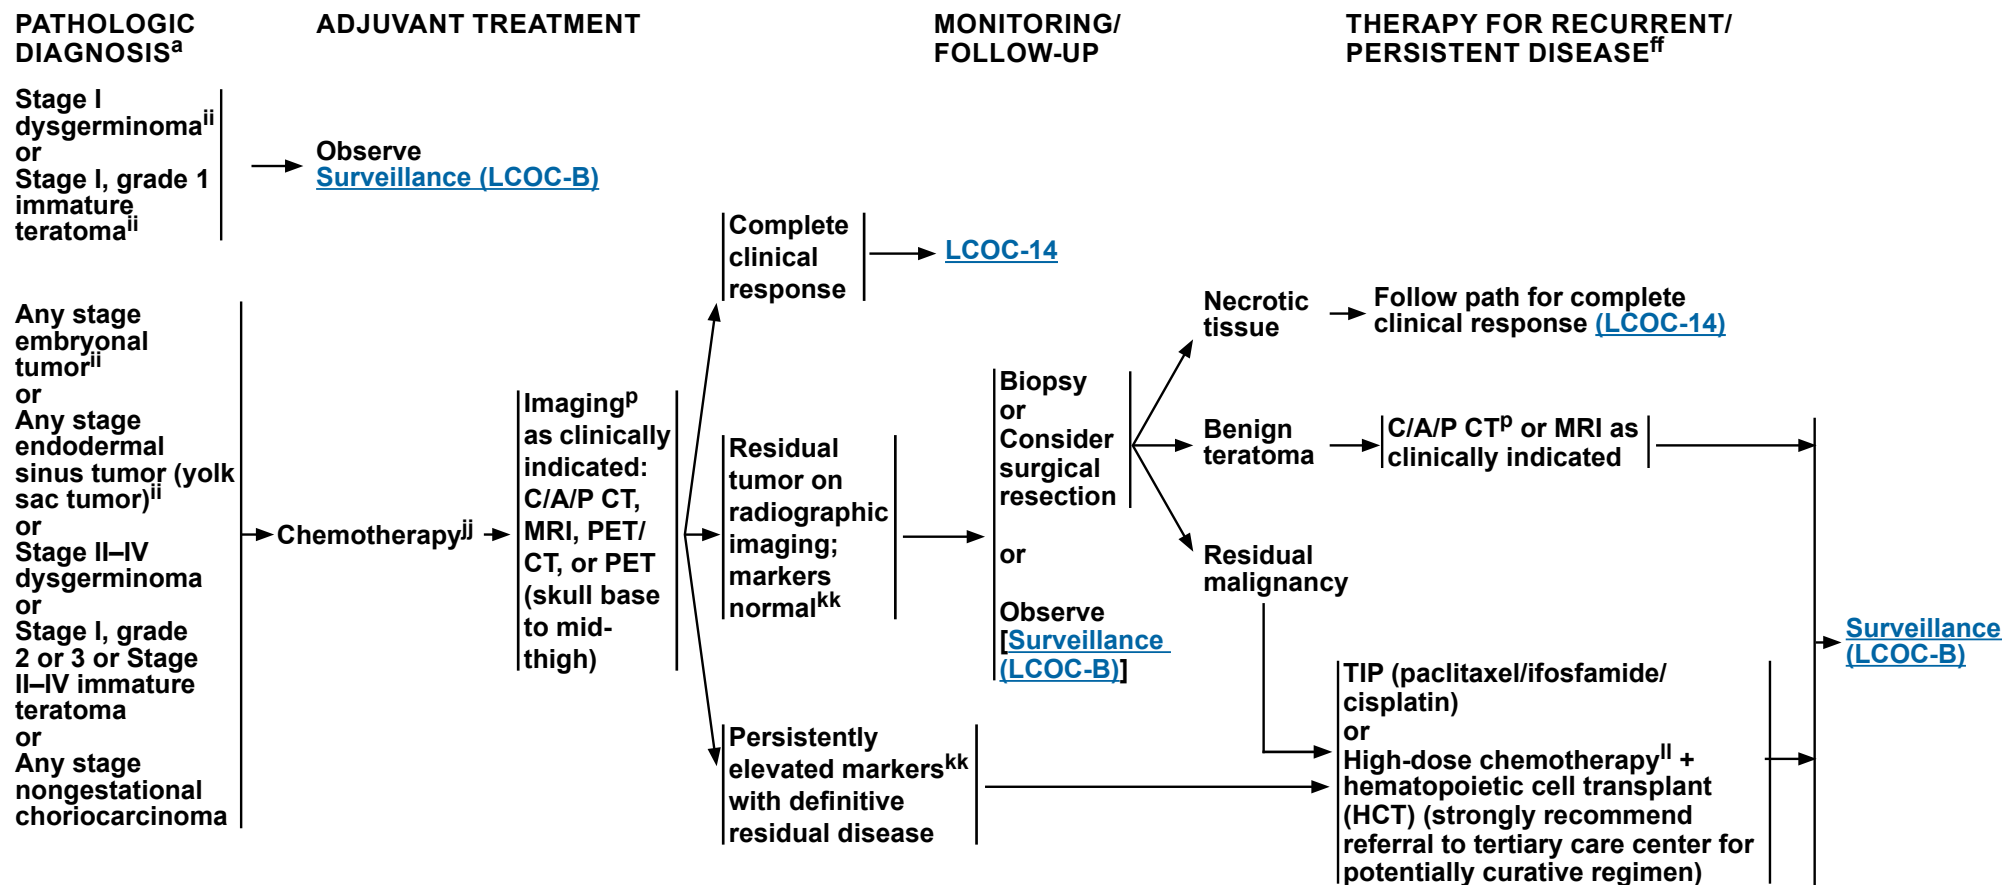 PATHOLOGIC
DIAGNOSISa
ADJUVANT TREATMENT
MONITORING/
FOLLOW-UP
THERAPY FOR RECURRENT/
PERSISTENT DISEASEff
Stage I
dysgerminomaii
or
Stage I, grade 1
immature
teratomaii
Observe
Surveillance (LCOC-B)
Any stage
embryonal
tumorii
or
Any stage
endodermal
sinus tumor (yolk
sac tumor)ii
or
Stage II–IV
dysgerminoma
or
Stage I, grade
2 or 3 or Stage
II–IV immature
teratoma
or
Any stage
nongestational
choriocarcinoma
Chemotherapyjj
Imagingp
as clinically
indicated:
C/A/P CT,
MRI, PET/
CT, or PET
(skull base
to mid-
thigh)
Complete
clinical
response
LCOC-14
Residual
tumor on
radiographic
imaging;
markers
normalkk
Persistently
elevated markerskk
with definitive
residual disease
Biopsy
or
Consider
surgical
resection
or
Observe
[Surveillance
(LCOC-B)]
Necrotic
tissue
Follow path for complete
clinical response (LCOC-14)
Benign
teratoma
C/A/P CTp or MRI as
clinically indicated
Residual
malignancy
TIP (paclitaxel/ifosfamide/
cisplatin)
or
High-dose chemotherapyll +
hematopoietic cell transplant
(HCT) (strongly recommend
referral to tertiary care center for
potentially curative regimen)
Surveillance
(LCOC-B)